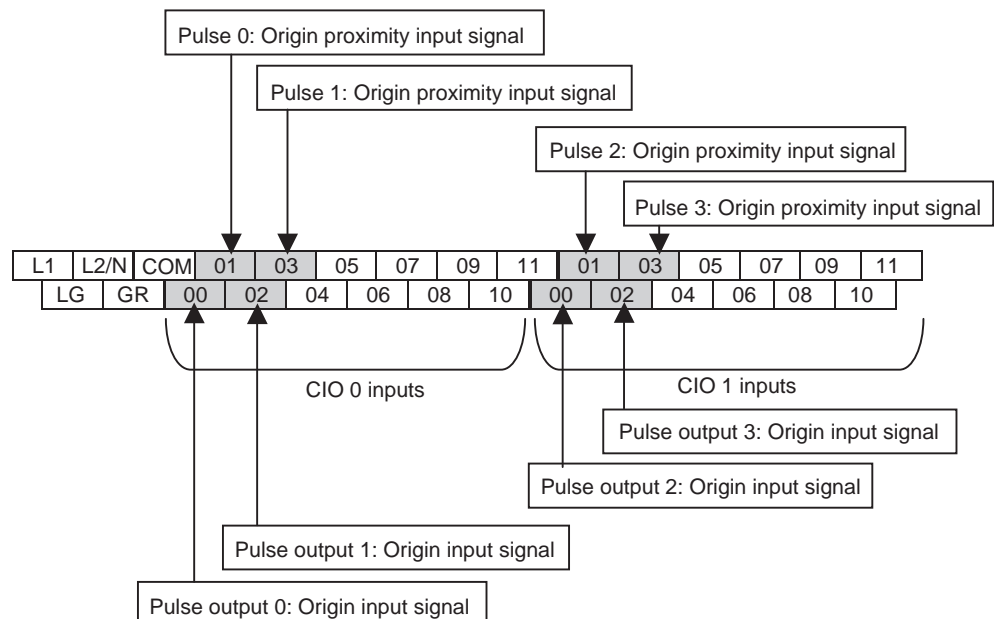 Pulse 0: Origin proximity input signal
Pulse 1: Origin proximity input signal
Pulse 2: Origin proximity input signal
Pulse 3: Origin proximity input signal
L1 L2/N COM 01 03 05 07 09 11 01 03 05 07 09 11
LG GR 00 02 04 06 08 10 00 02 04 06 08 10
CIO 0 inputs CIO 1 inputs
Pulse output 3: Origin input signal
Pulse output 2: Origin input signal
Pulse output 1: Origin input signal
Pulse output 0: Origin input signal